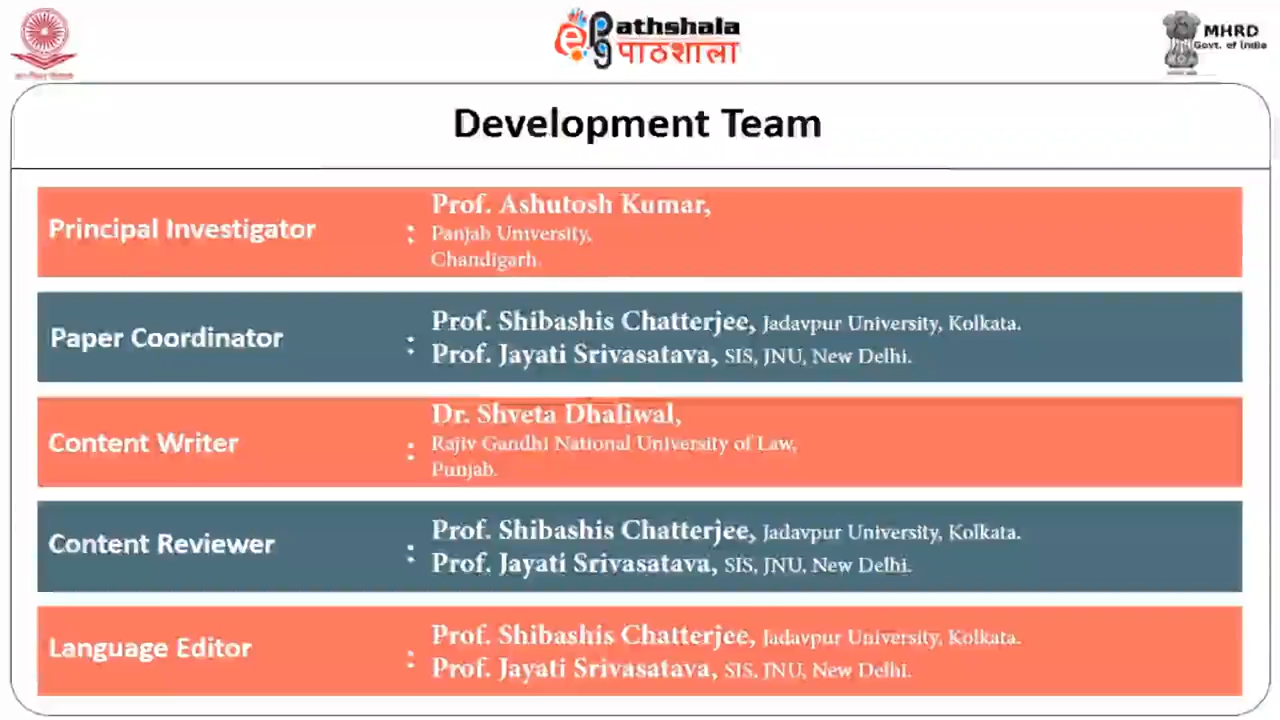 Pathshala
पाठशाला
MHRD
Govt. of India
Development Team
Principal Investigator : Prof. Ashutosh Kumar,
Panjab University,
Chandigarh.
Paper Coordinator : Prof. Shibashis Chatterjee, Jadavpur University, Kolkata.
Prof. Jayati Srivasatava, SIS, JNU, New Delhi.
Content Writer : Dr. Shveta Dhaliwal,
Rajiv Gandhi National University of Law,
Punjab.
Content Reviewer : Prof. Shibashis Chatterjee, Jadavpur University, Kolkata.
Prof. Jayati Srivasatava, SIS, JNU, New Delhi.
Language Editor : Prof. Shibashis Chatterjee, Jadavpur University, Kolkata.
Prof. Jayati Srivasatava, SIS, JNU, New Delhi.